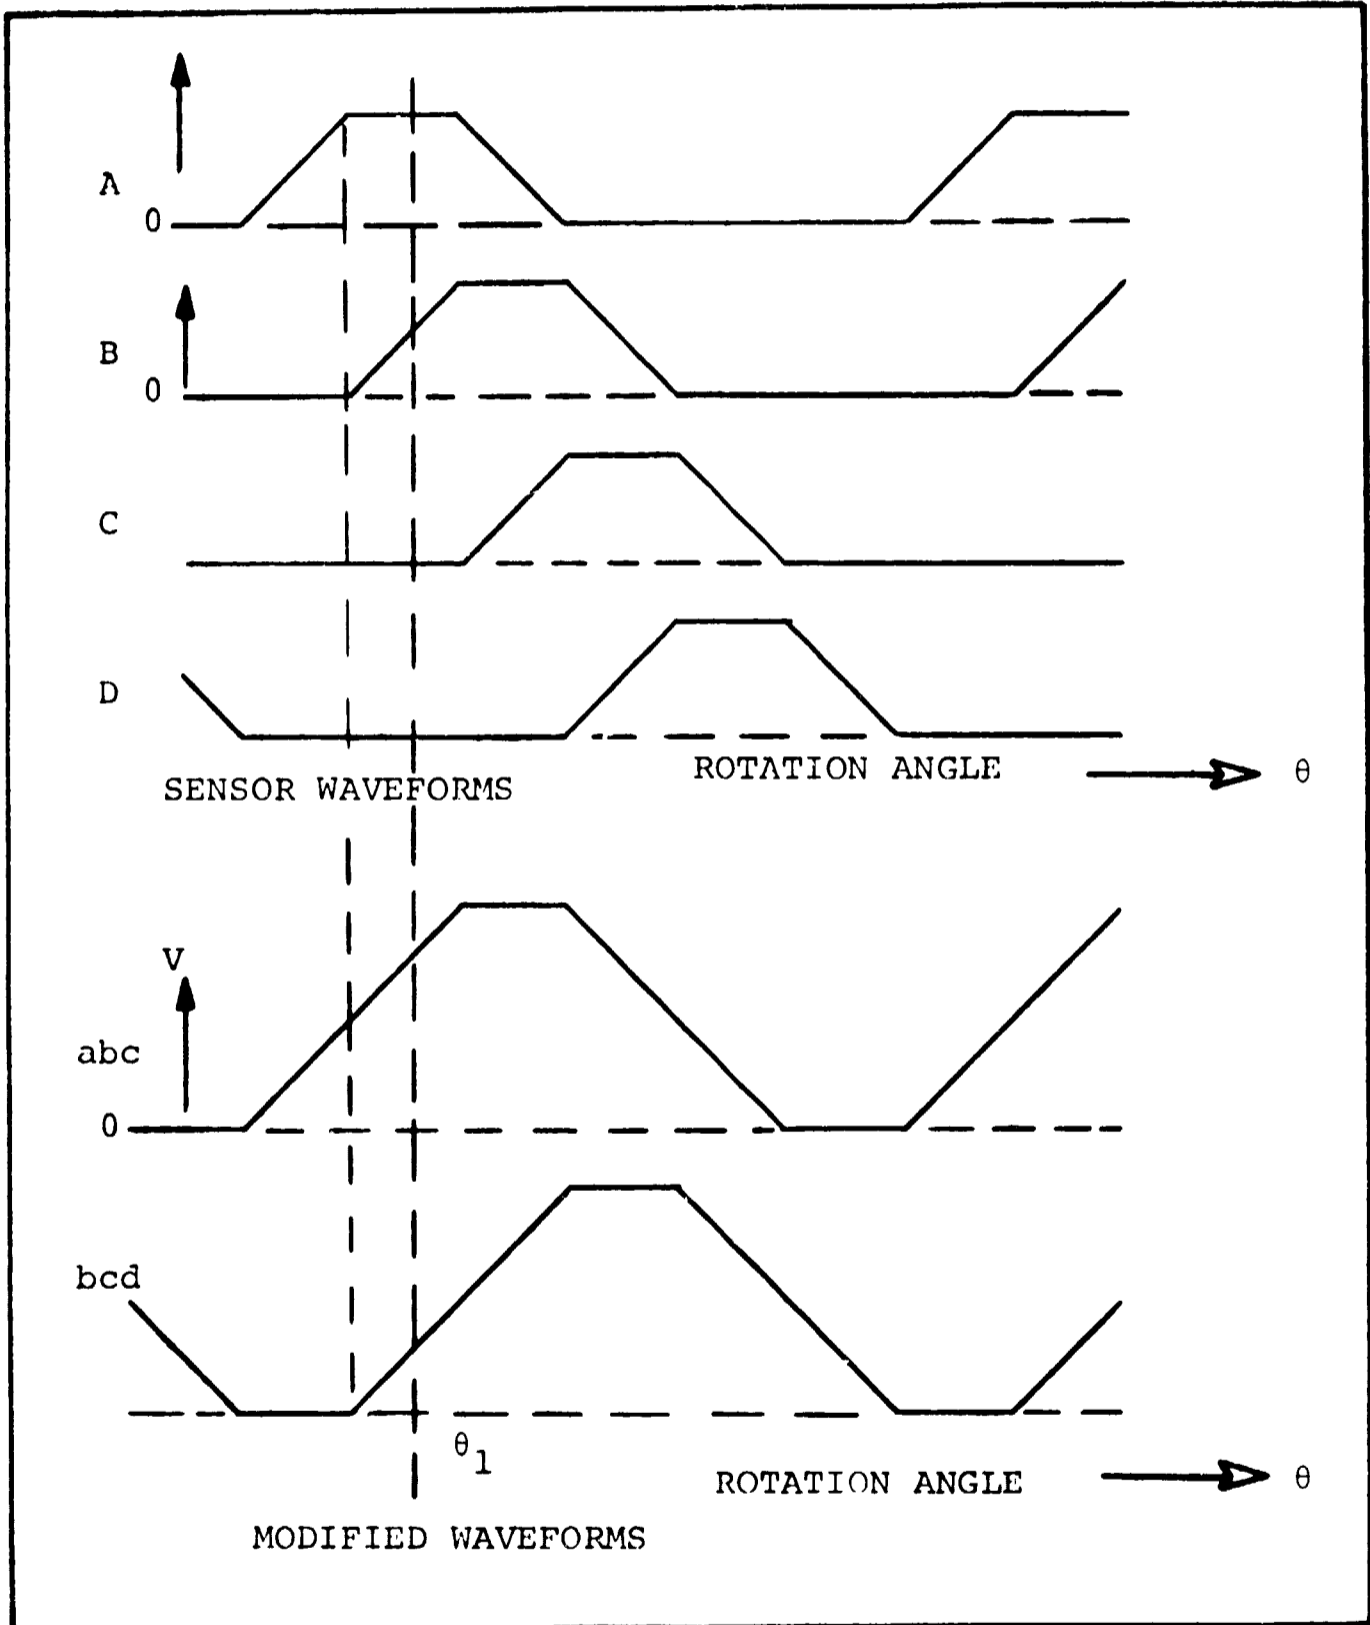 A
0
B
0
C
D
SENSOR WAVEFORMS
ROTATION ANGLE
θ
V
abc
0
bcd
θ1
ROTATION ANGLE
θ
MODIFIED WAVEFORMS